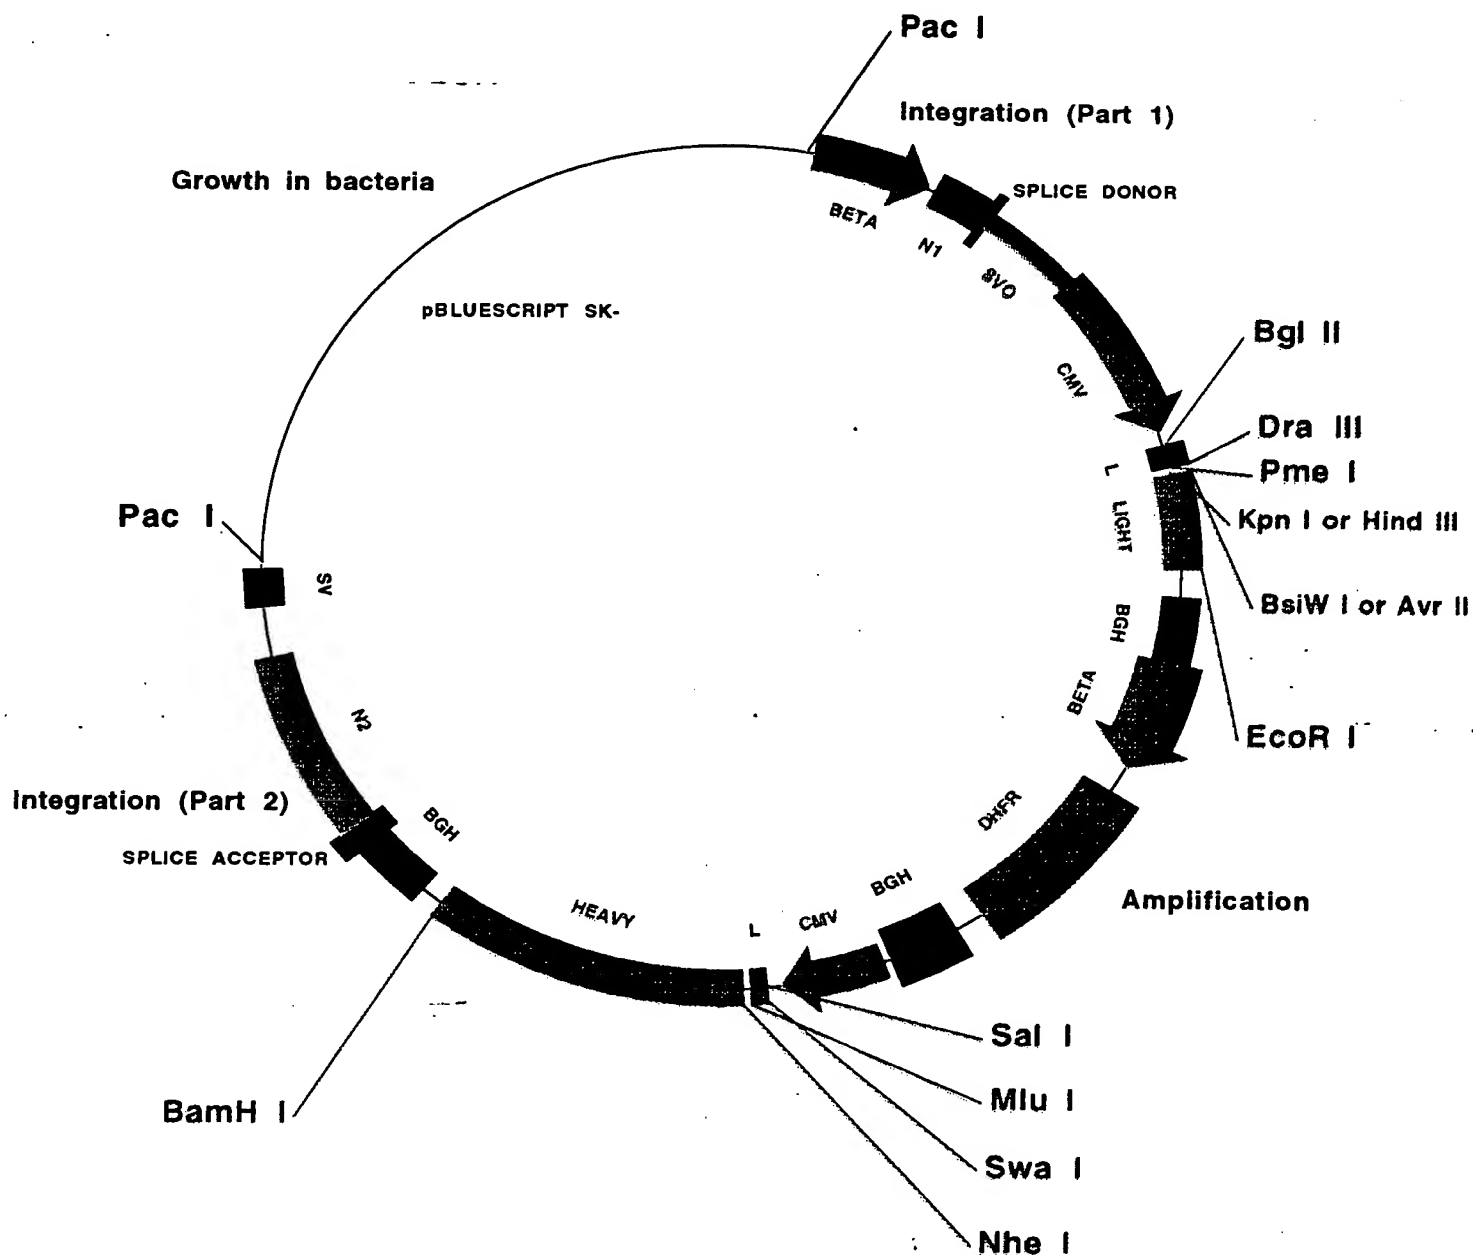 Pac I
Integration (Part 1)
Growth in bacteria
SPLICE DONOR
BETA
N1
SVO
pBLUESCRIPT SK-
Bgl II
CMV
Dra III
L
Pme I
LIGHT
Kpn I or Hind III
Pac I
SV
BsiW I or Avr II
BGH
BETA
N2
EcoR I
Integration (Part 2)
DHFR
BGH
SPLICE ACCEPTOR
BGH
Amplification
HEAVY
L
CMV
Sal I
Mlu I
BamH I
Swa I
Nhe I